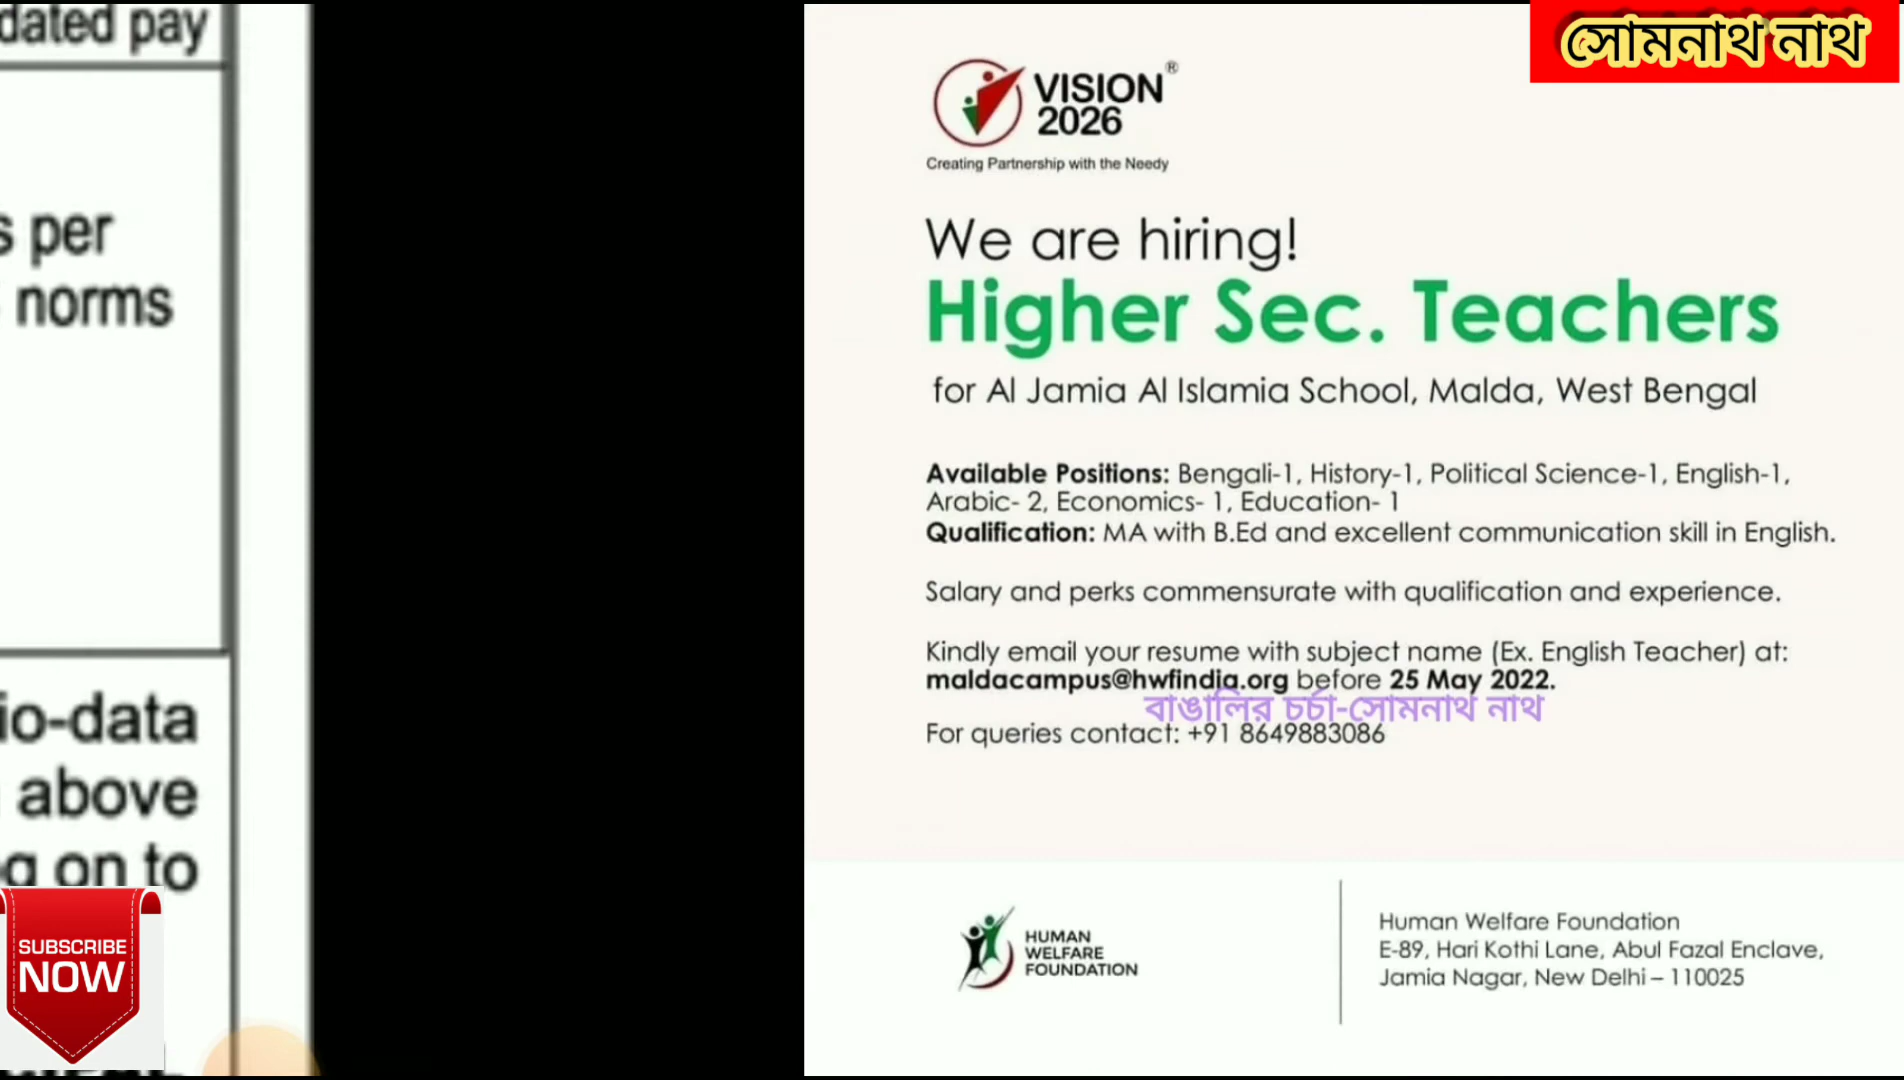 dated pay
per
norms
above
on to
SUBSCRIBE
NOW
সোমনাথ নাথ
VISION®
2026
Creating Partnership with the Needy
We are hiring!
Higher Sec. Teachers
for Al Jamia Al Islamia School, Malda, West Bengal
Available Positions: Bengali-1, History-1, Political Science-1, English-1,
Arabic- 2, Economics- 1, Education- 1
Qualification: MA with B.Ed and excellent communication skill in English.
Salary and perks commensurate with qualification and experience.
Kindly email your resume with subject name (Ex. English Teacher) at:
maldacampus@hwfindia.org before 25 May 2022.
বাঙালির চর্চা-সোমনাথ নাথ
For queries contact: +91 8649883086
HUMAN
WELFARE
FOUNDATION
Human Welfare Foundation
E-89, Hari Kothi Lane, Abul Fazal Enclave,
Jamia Nagar, New Delhi – 110025